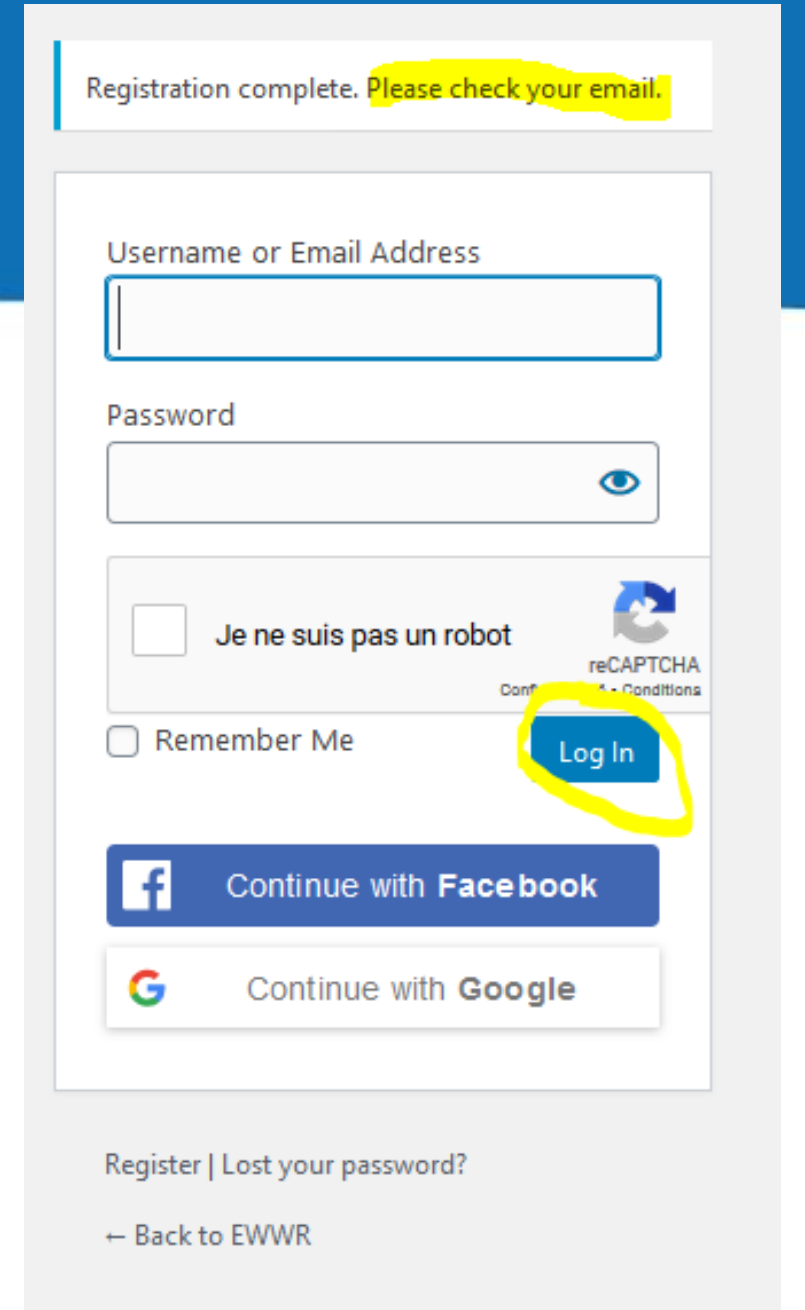 Registration complete. Please check your email.
Username or Email Address
Password
Je ne suis pas un robot
reCAPTCHA
- Conditions
Remember Me
Log In
Continue with Facebook
Continue with Google
Register | Lost your password?
← Back to EWWR